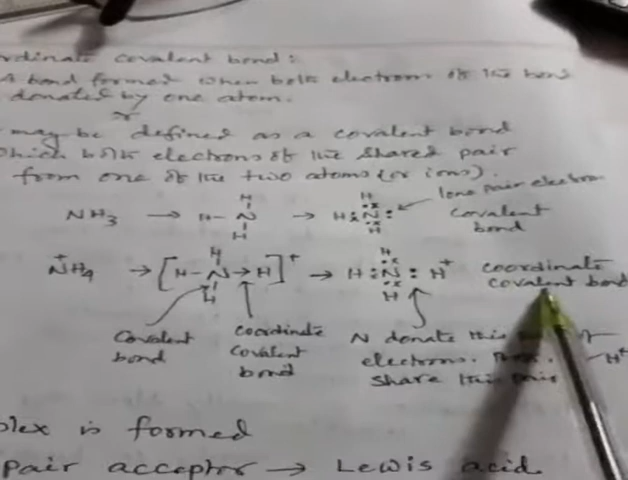 rdinate covalent bond :
A bond formed when both electrons of the bond
donated by one atom.
or
may be defined as a covalent bond
which both electrons of the shared pair
from one of the two atoms (or ions).
lone pair electron
NH3 → H- N → H N : covalent
H H bond
NH4 + → [ H - N → H ] + → H : N : H + coordinate
covalent bond
Covalent bond
coordinate covalent bond
N donate this
electrons.
share this pair
H+
plex is formed
pair acceptor → Lewis acid.